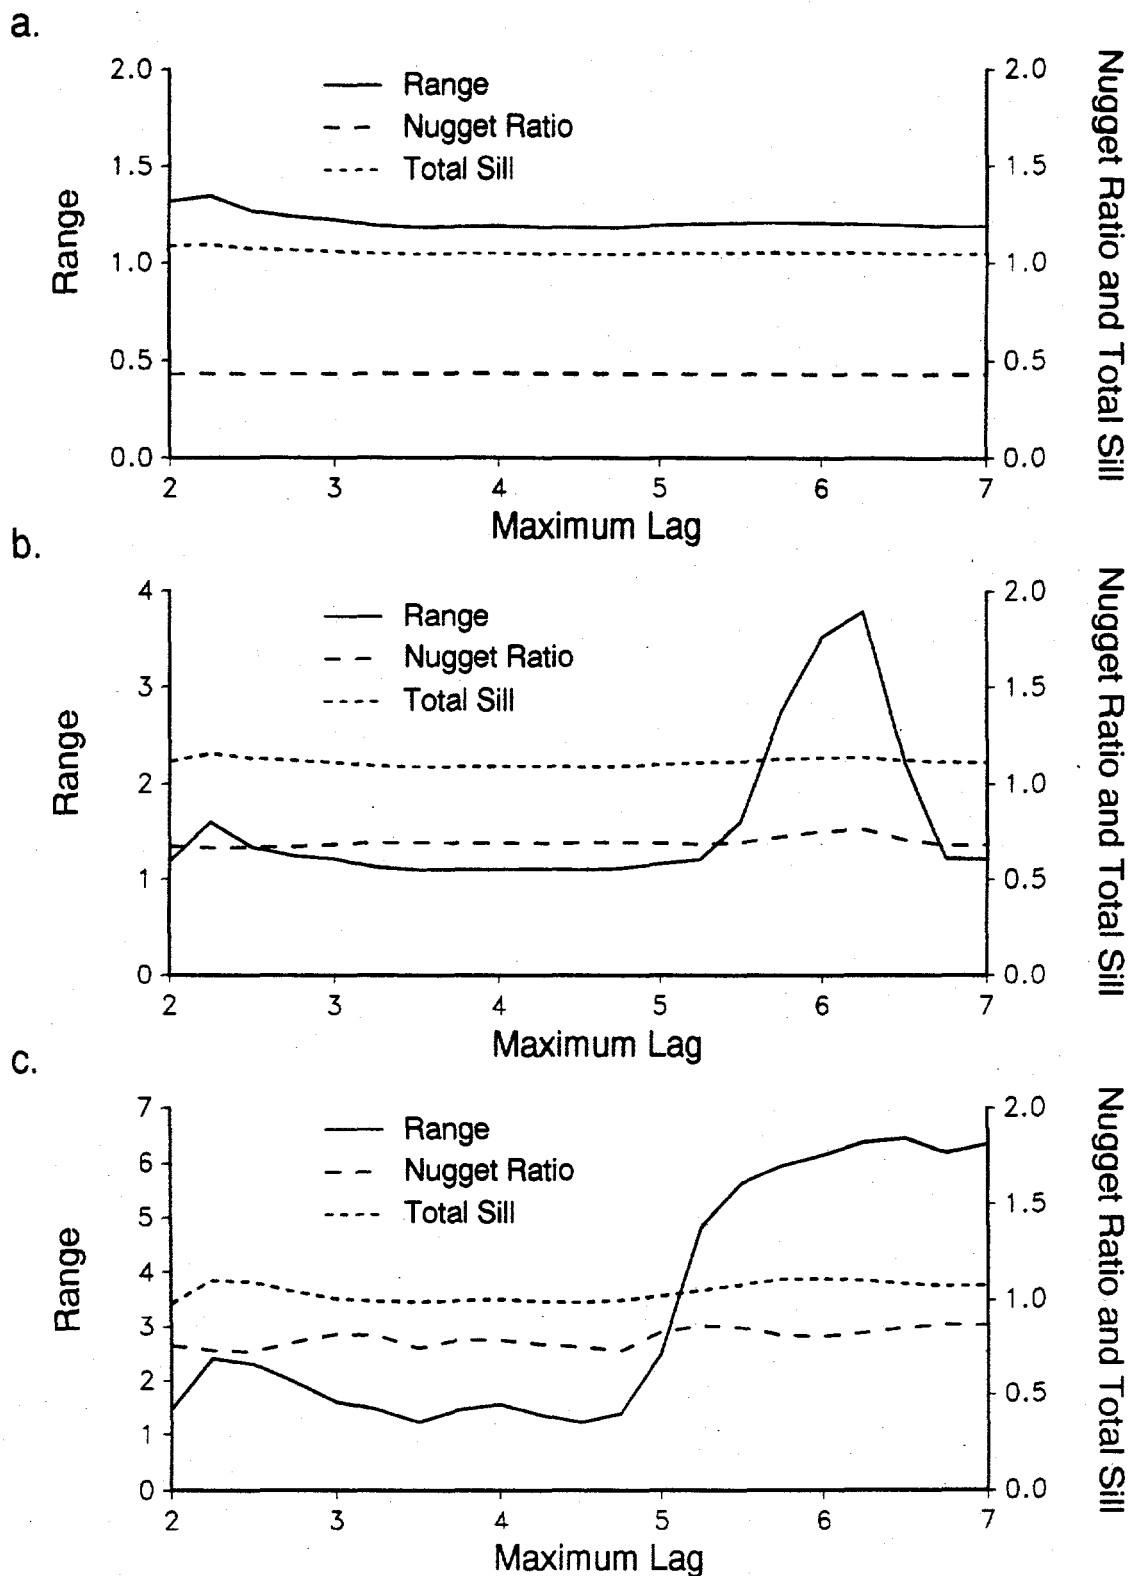 a.
2.0
1.5
1.0
0.5
0.0
Range
Range
Nugget Ratio
Total Sill
2.0
1.5
1.0
0.5
0.0
Nugget Ratio and Total Sill
2 3 4 5 6 7
Maximum Lag
b.
4
3
2
1
0
Range
Range
Nugget Ratio
Total Sill
2.0
1.5
1.0
0.5
0.0
Nugget Ratio and Total Sill
2 3 4 5 6 7
Maximum Lag
c.
7
6
5
4
3
2
1
0
Range
Range
Nugget Ratio
Total Sill
2.0
1.5
1.0
0.5
0.0
Nugget Ratio and Total Sill
2 3 4 5 6 7
Maximum Lag